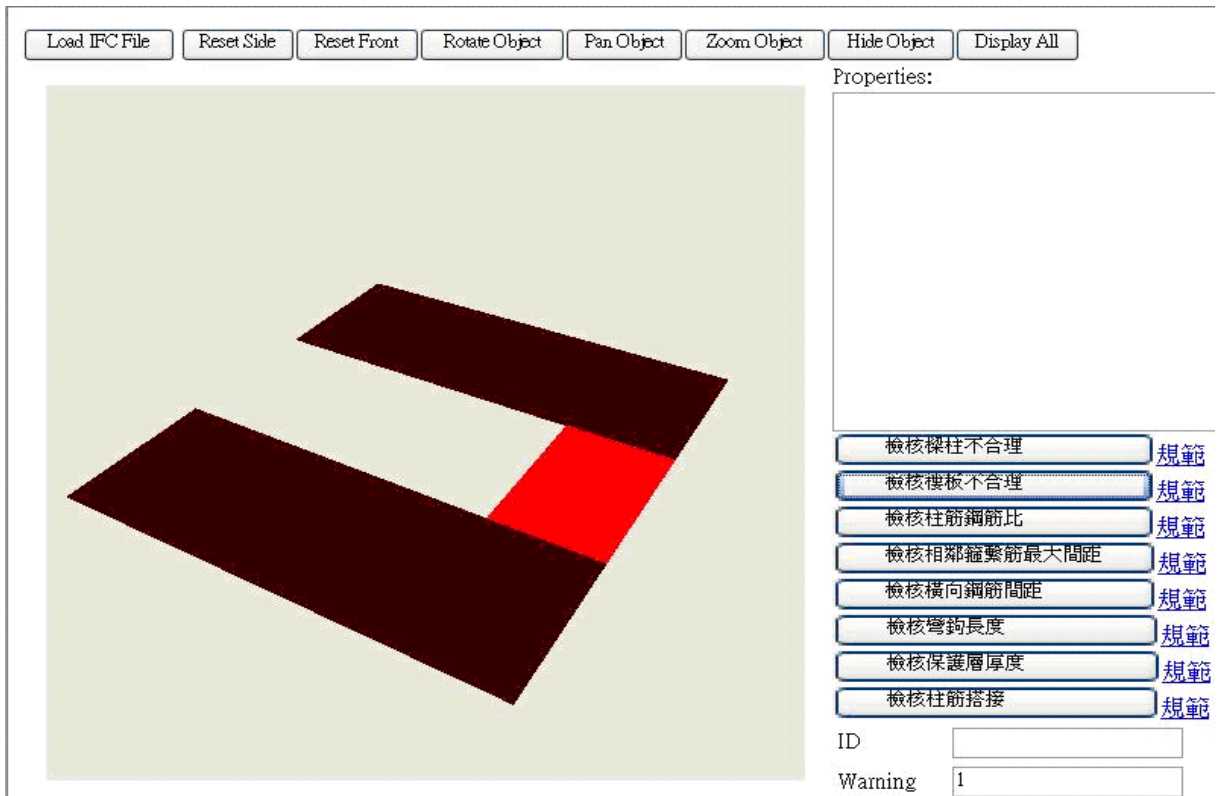 Load IFC File Reset Side Reset Front Rotate Object Pan Object Zoom Object Hide Object Display All
Properties:
檢核樑柱不合理 規範
檢核樓板不合理 規範
檢核柱筋鋼筋比 規範
檢核相鄰箍繫筋最大間距 規範
檢核橫向鋼筋間距 規範
檢核彎鉤長度 規範
檢核保護層厚度 規範
檢核柱筋搭接 規範
ID
Warning 1